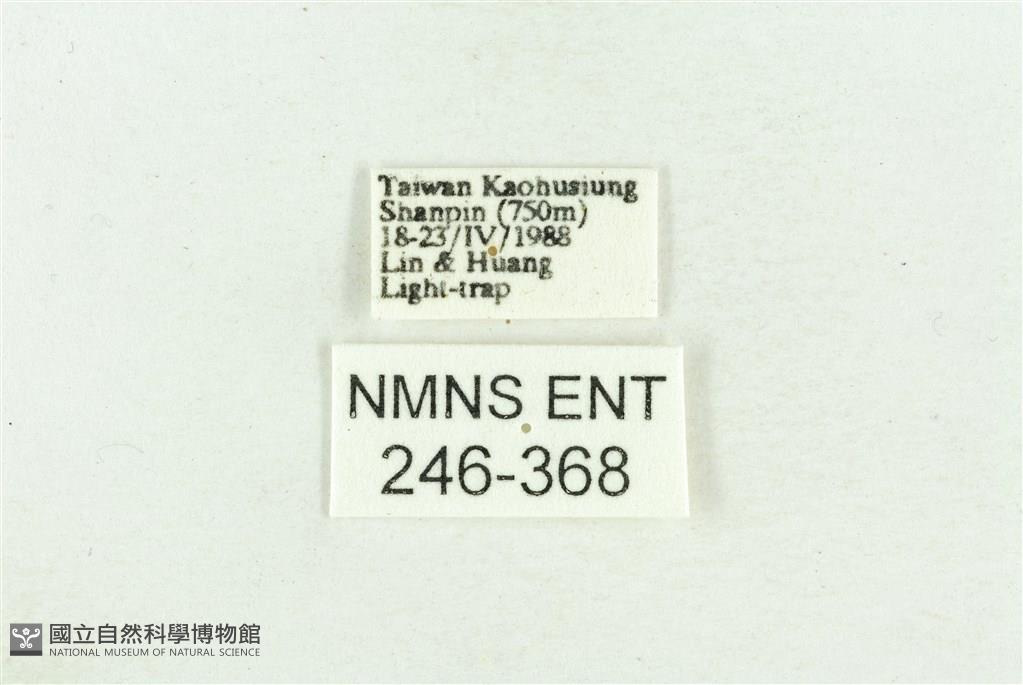 Taiwan Kaohusiung
Shanpin (750m)
18-23/IV/1988
Lin & Huang
Light-trap
NMNS ENT
246-368
國立自然科學博物館
NATIONAL MUSEUM OF NATURAL SCIENCE